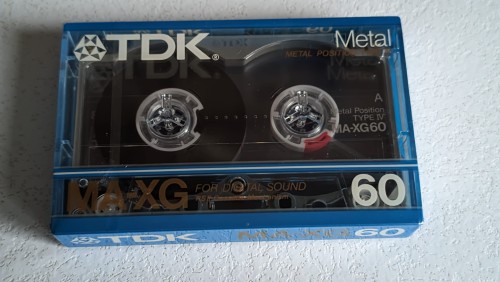 TDK®
Metal
METAL POSITION
A
Metal Position
TYPE IV
MA-XG60
MA-XG
FOR DIGITAL SOUND
60
TDK
60